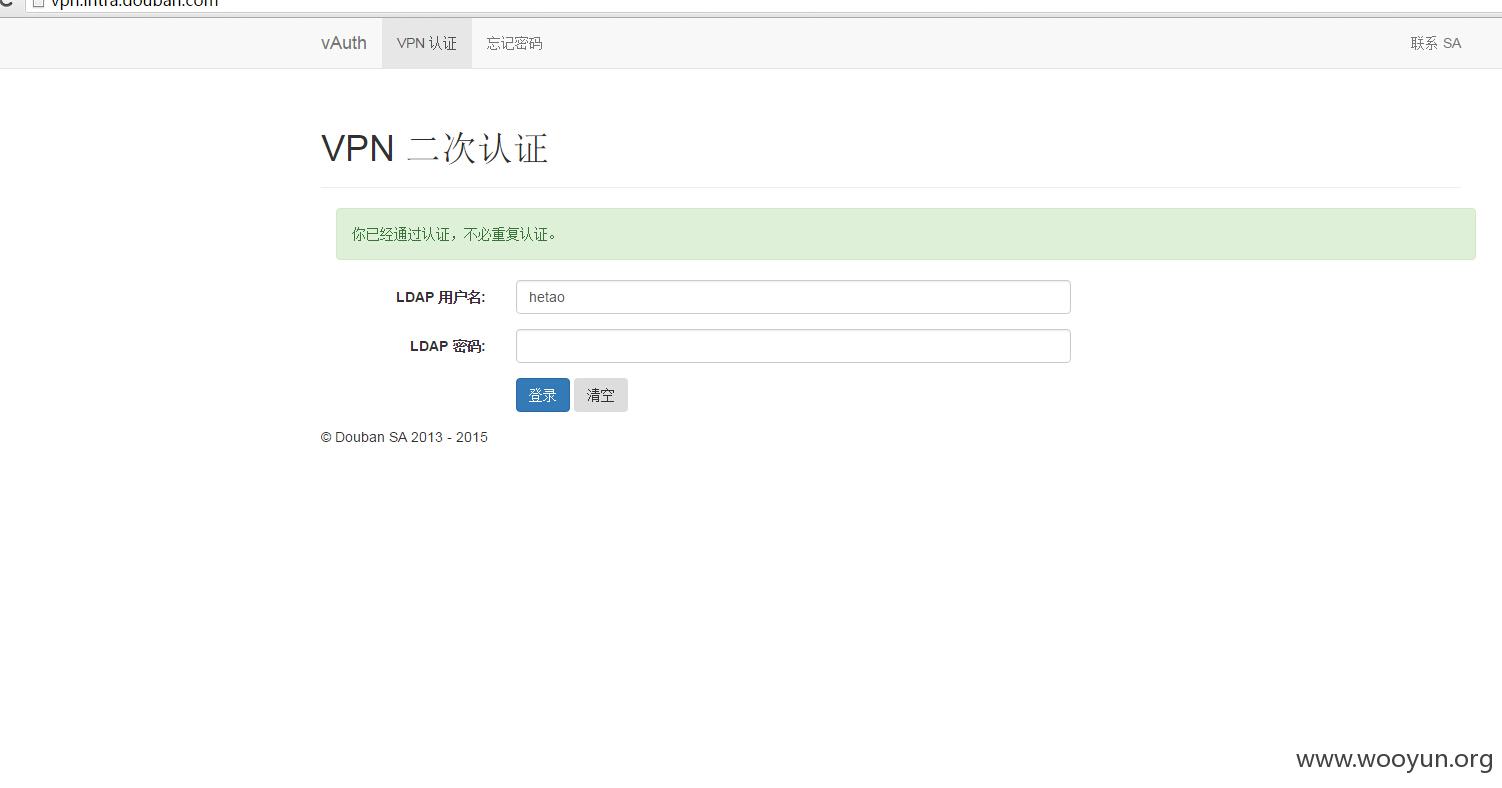 vpn.intra.douban.com
vAuth VPN 认证 忘记密码 联系 SA
VPN 二次认证
你已经通过认证，不必重复认证。
LDAP 用户名: hetao
LDAP 密码:
登录 清空
© Douban SA 2013 - 2015
www.wooyun.org